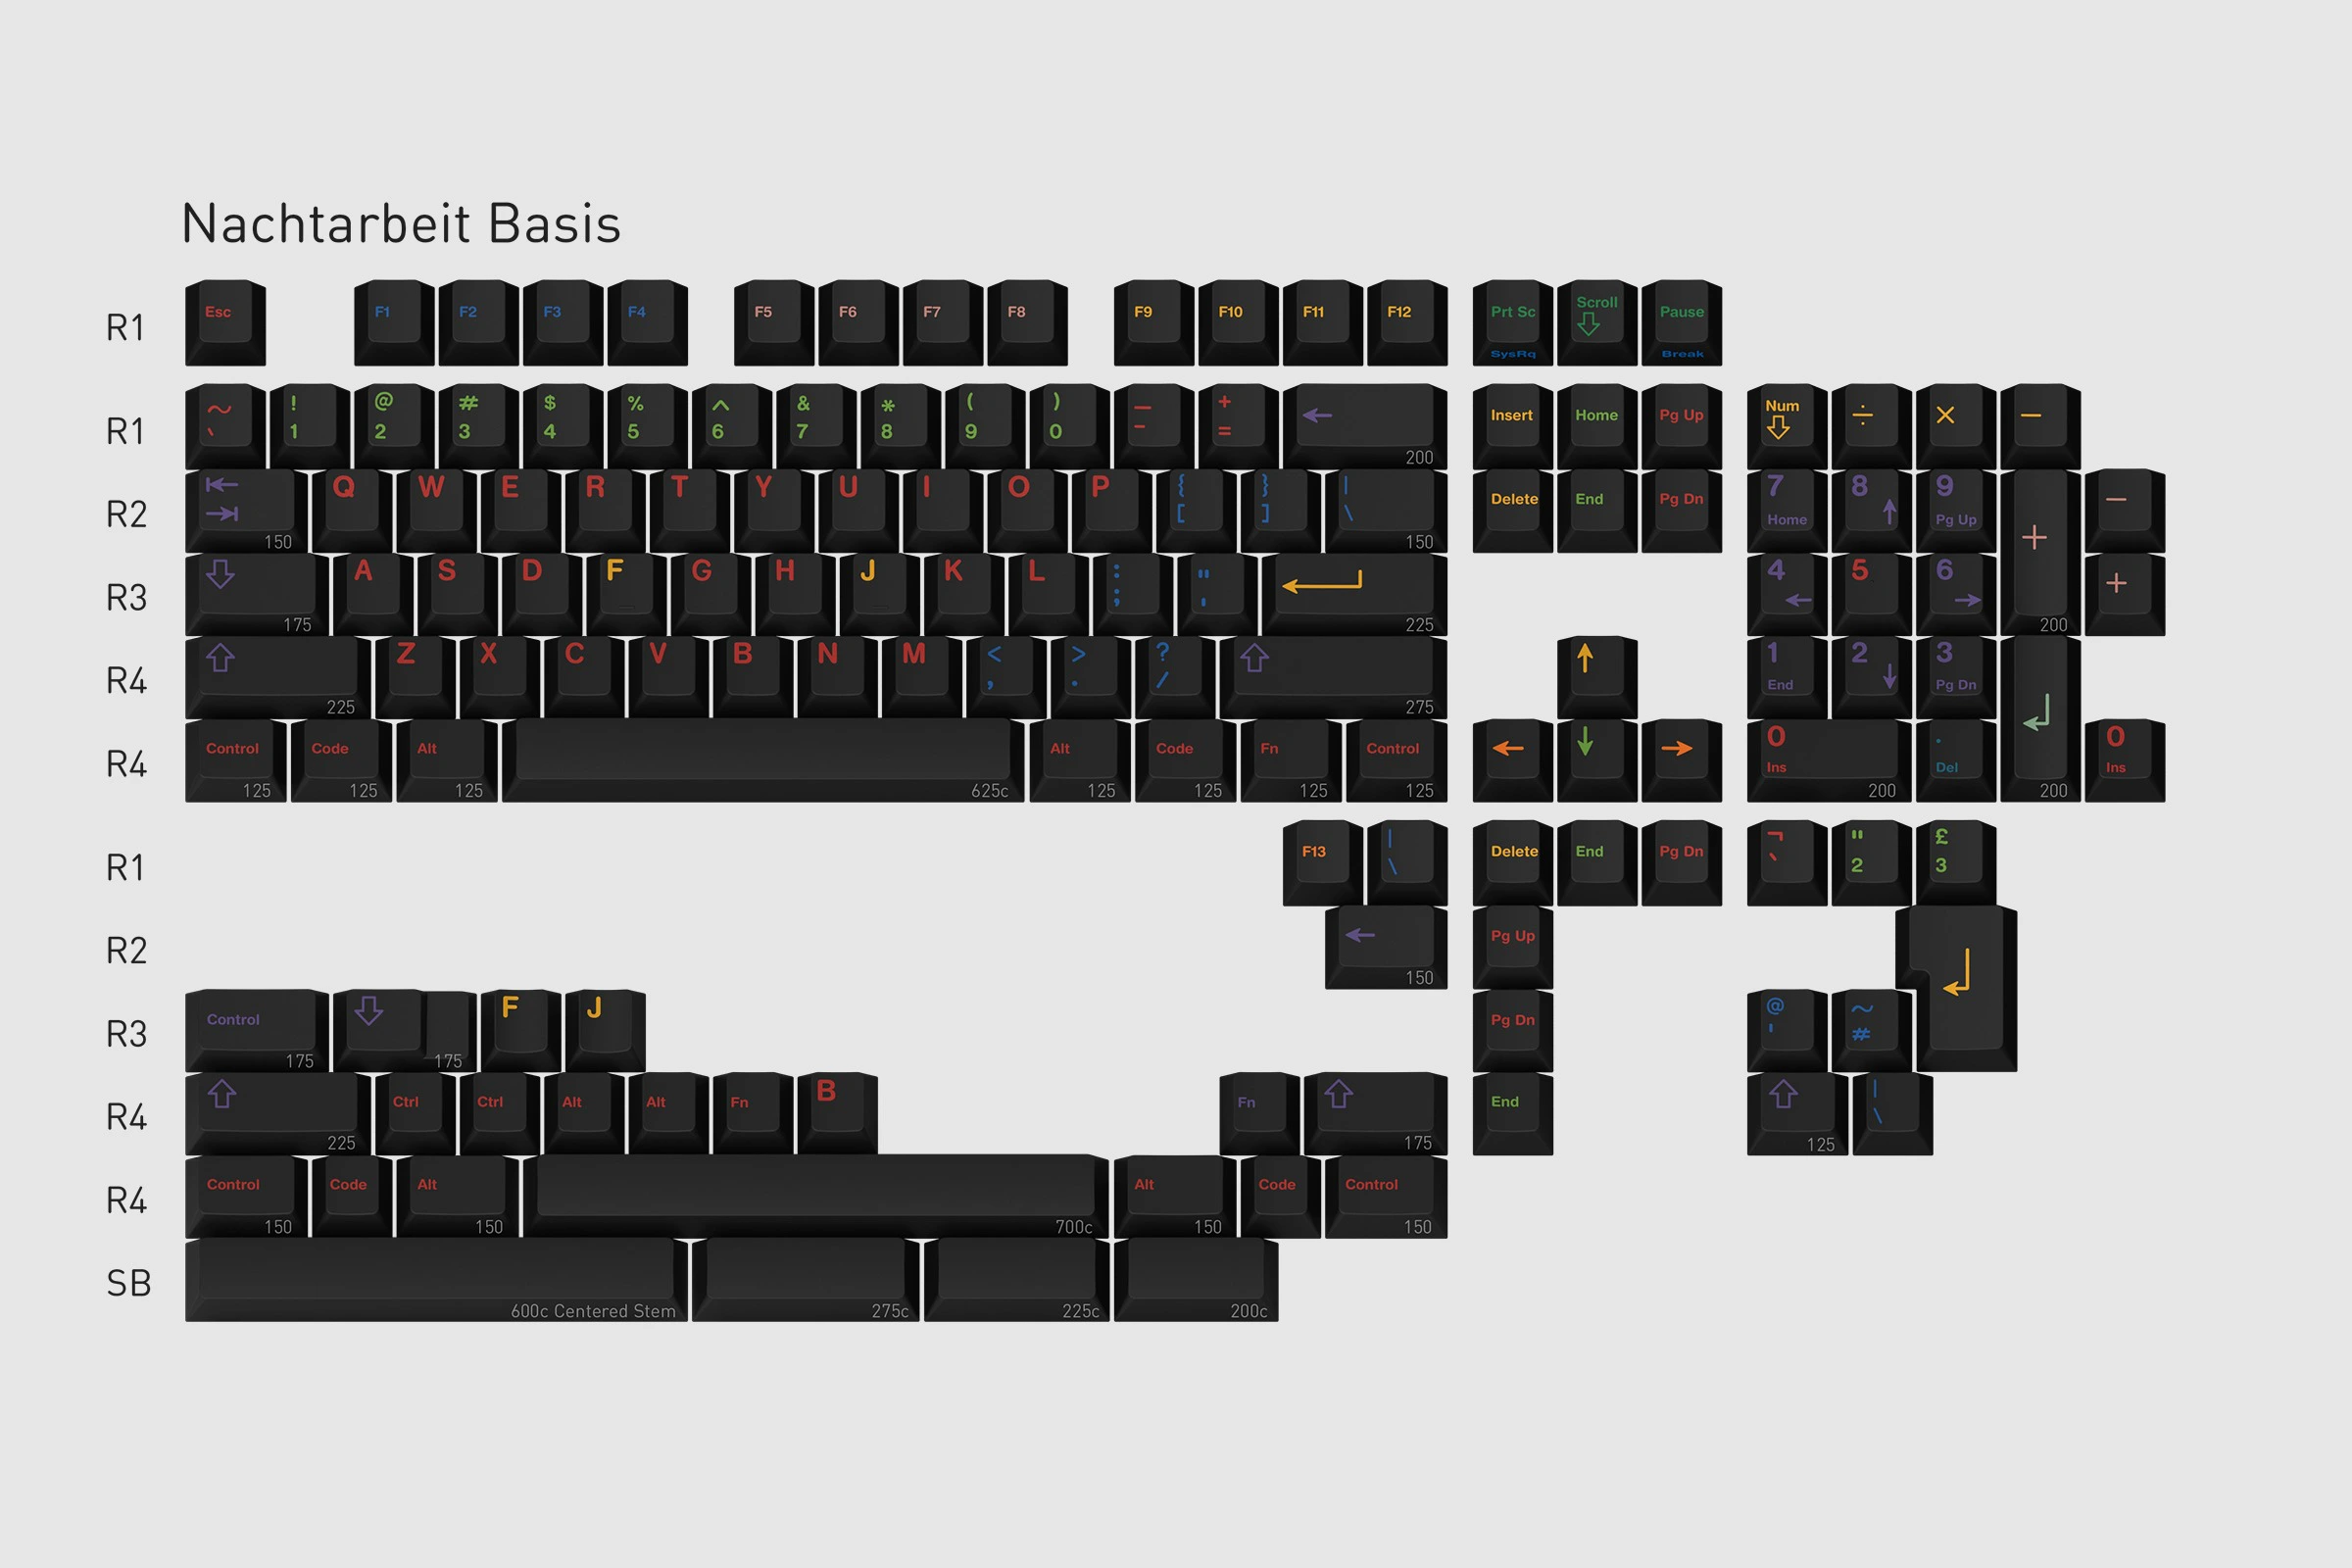 Nachtarbeit Basis
R1 Esc F1 F2 F3 F4 F5 F6 F7 F8 F9 F10 F11 F12 Prt Sc Scroll ⇩ Pause
SysRq Break
R1 ~ ! @ # $ % ^ & * ( ) _ + ← Insert Home Pg Up Num ⇩ ÷ × −
` 1 2 3 4 5 6 7 8 9 0 - =
200
R2 ⇤ Q W E R T Y U I O P { } | Delete End Pg Dn 7 8 9 + −
⇥ [ ] \ Home ↑ Pg Up
150 150
R3 ⇩ A S D F G H J K L : " ↵ 4 5 6 +
; ' ← →
175 225 200
R4 ⇧ Z X C V B N M < > ? ⇧ ↑ 1 2 3 ↵
, . / End ↓ Pg Dn
225 275
R4 Control Code Alt Alt Code Fn Control ← ↓ → 0 . 0
Ins Del Ins
125 125 125 625c 125 125 125 125 200 200
R1 F13 | Delete End Pg Dn ¬ " £
\ ` 2 3
R2 ← Pg Up ↵
150
R3 Control ⇩ F J Pg Dn @ ~
' #
175 175
R4 ⇧ Ctrl Ctrl Alt Alt Fn B Fn ⇧ End ⇧ |
\
225 175 125
R4 Control Code Alt Alt Code Control
150 150 700c 150 150
SB
600c Centered Stem 275c 225c 200c